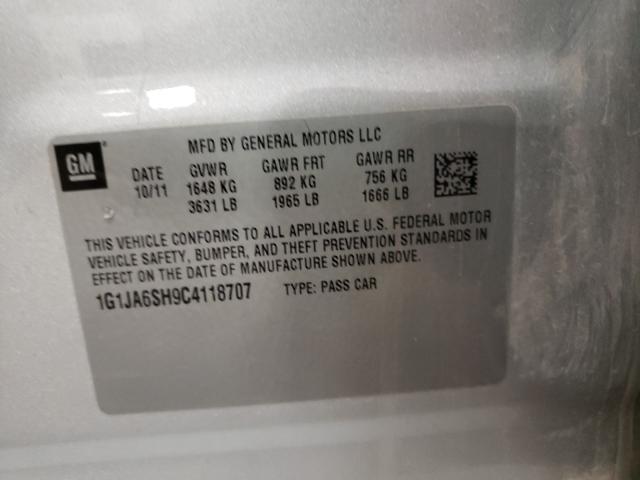 MFD BY GENERAL MOTORS LLC
GM
DATE GVWR GAWR FRT GAWR RR
10/11 1648 KG 892 KG 756 KG
3631 LB 1965 LB 1666 LB
THIS VEHICLE CONFORMS TO ALL APPLICABLE U.S. FEDERAL MOTOR
VEHICLE SAFETY, BUMPER, AND THEFT PREVENTION STANDARDS IN
EFFECT ON THE DATE OF MANUFACTURE SHOWN ABOVE.
1G1JA6SH9C4118707 TYPE: PASS CAR